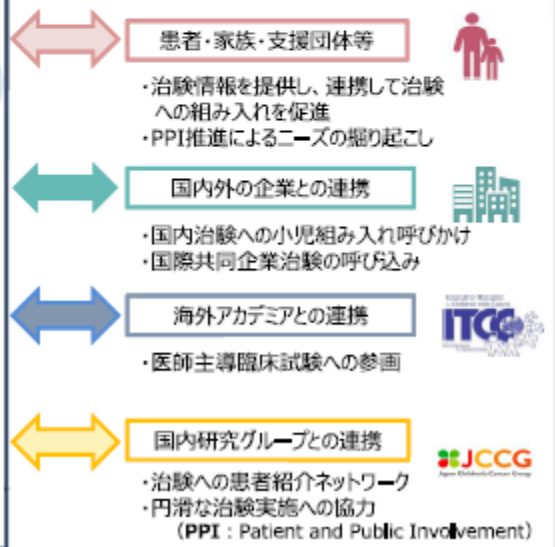 患者・家族・支援団体等
・治験情報を提供し、連携して治験
への組み入れを促進
・PPI推進によるニーズの掘り起こし
国内外の企業との連携
・国内治験への小児組み入れ呼びかけ
・国際共同企業治験の呼び込み
海外アカデミアとの連携
ITCC
・医師主導臨床試験への参画
国内研究グループとの連携
JCCG
Japan Children's Cancer Group
・治験への患者紹介ネットワーク
・円滑な治験実施への協力
（PPI：Patient and Public Involvement）